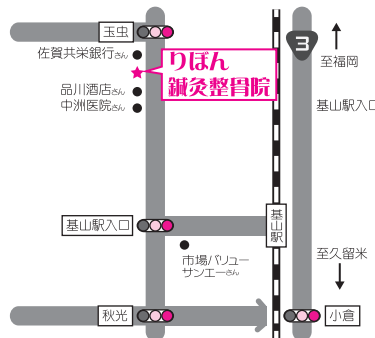 玉虫
佐賀共栄銀行さん
りぼん
鍼灸整骨院
品川酒店さん
中洲医院さん
3
至福岡
基山駅入口
基山駅入口
基山駅
市場バリュー
サンエーさん
至久留米
秋光
小倉